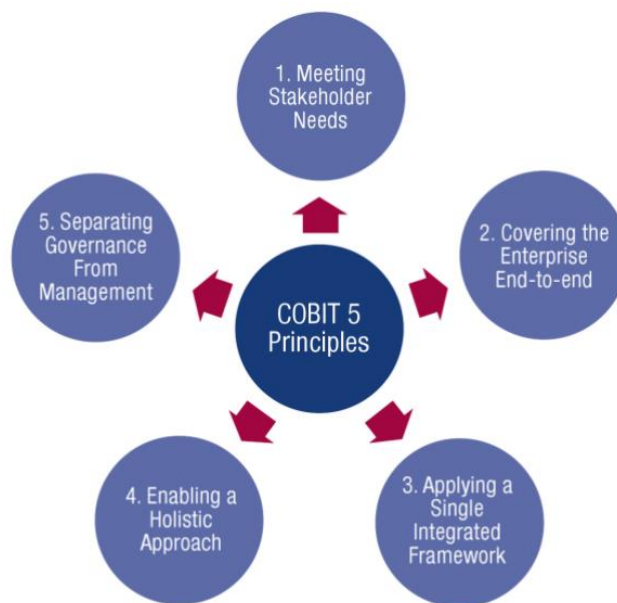 1. Meeting
Stakeholder
Needs
5. Separating
Governance
From
Management
2. Covering the
Enterprise
End-to-end
COBIT 5
Principles
4. Enabling a
Holistic
Approach
3. Applying a
Single
Integrated
Framework